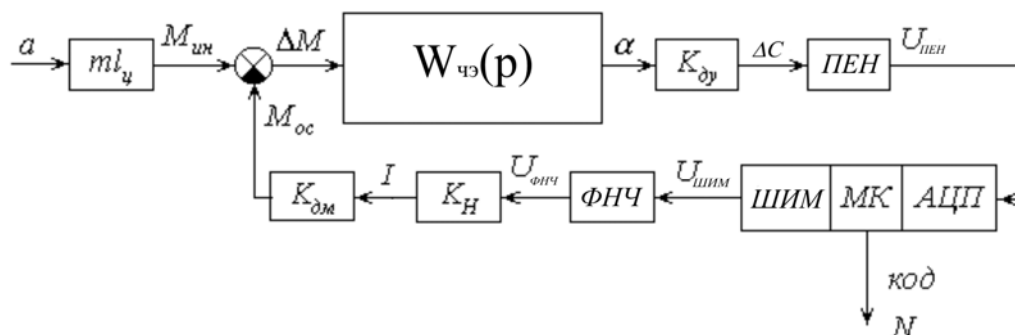 a
ml_ц
M_ин
ΔM
W_чэ(p)
α
K_ду
ΔC
ПЕН
U_ПЕН
M_ос
K_дм
I
K_Н
U_ФНЧ
ФНЧ
U_ШИМ
ШИМ
МК
АЦП
код
N